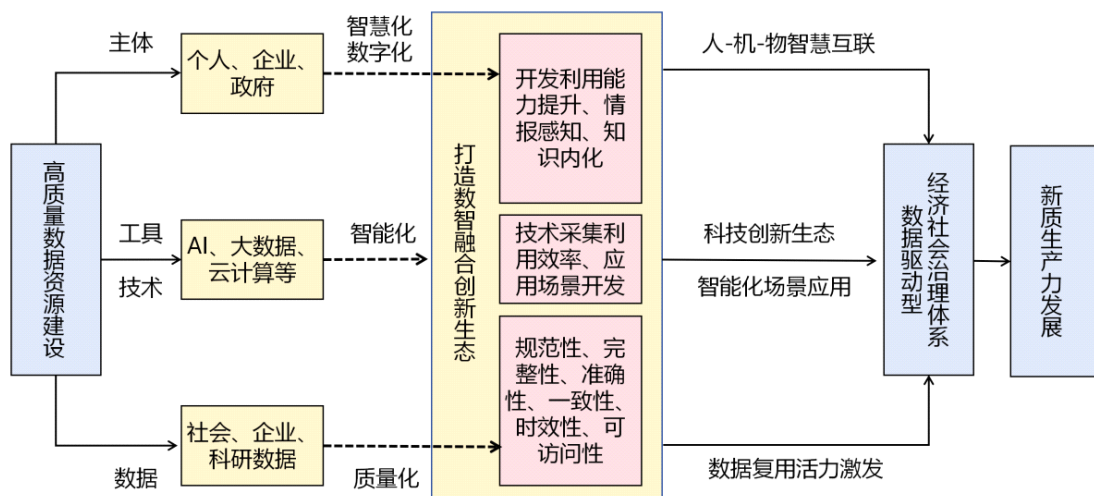 高质量数据资源建设
主体
个人、企业、
政府
智慧化
数字化
工具
技术
AI、大数据、
云计算等
智能化
数据
社会、企业、
科研数据
质量化
打造数智融合创新生态
开发利用能
力提升、情
报感知、知
识内化
技术采集利
用效率、应
用场景开发
规范性、完
整性、准确
性、一致性、
时效性、可
访问性
人-机-物智慧互联
科技创新生态
智能化场景应用
数据复用活力激发
经济社会治理体系
数据驱动型
新质生产力发展